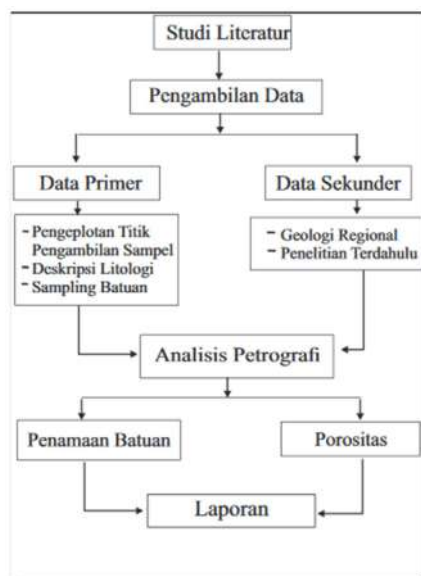 Studi Literatur
Pengambilan Data
Data Primer
Data Sekunder
- Pengeplotan Titik
Pengambilan Sampel
- Deskripsi Litologi
- Sampling Batuan
- Geologi Regional
- Penelitian Terdahulu
Analisis Petrografi
Penamaan Batuan
Porositas
Laporan